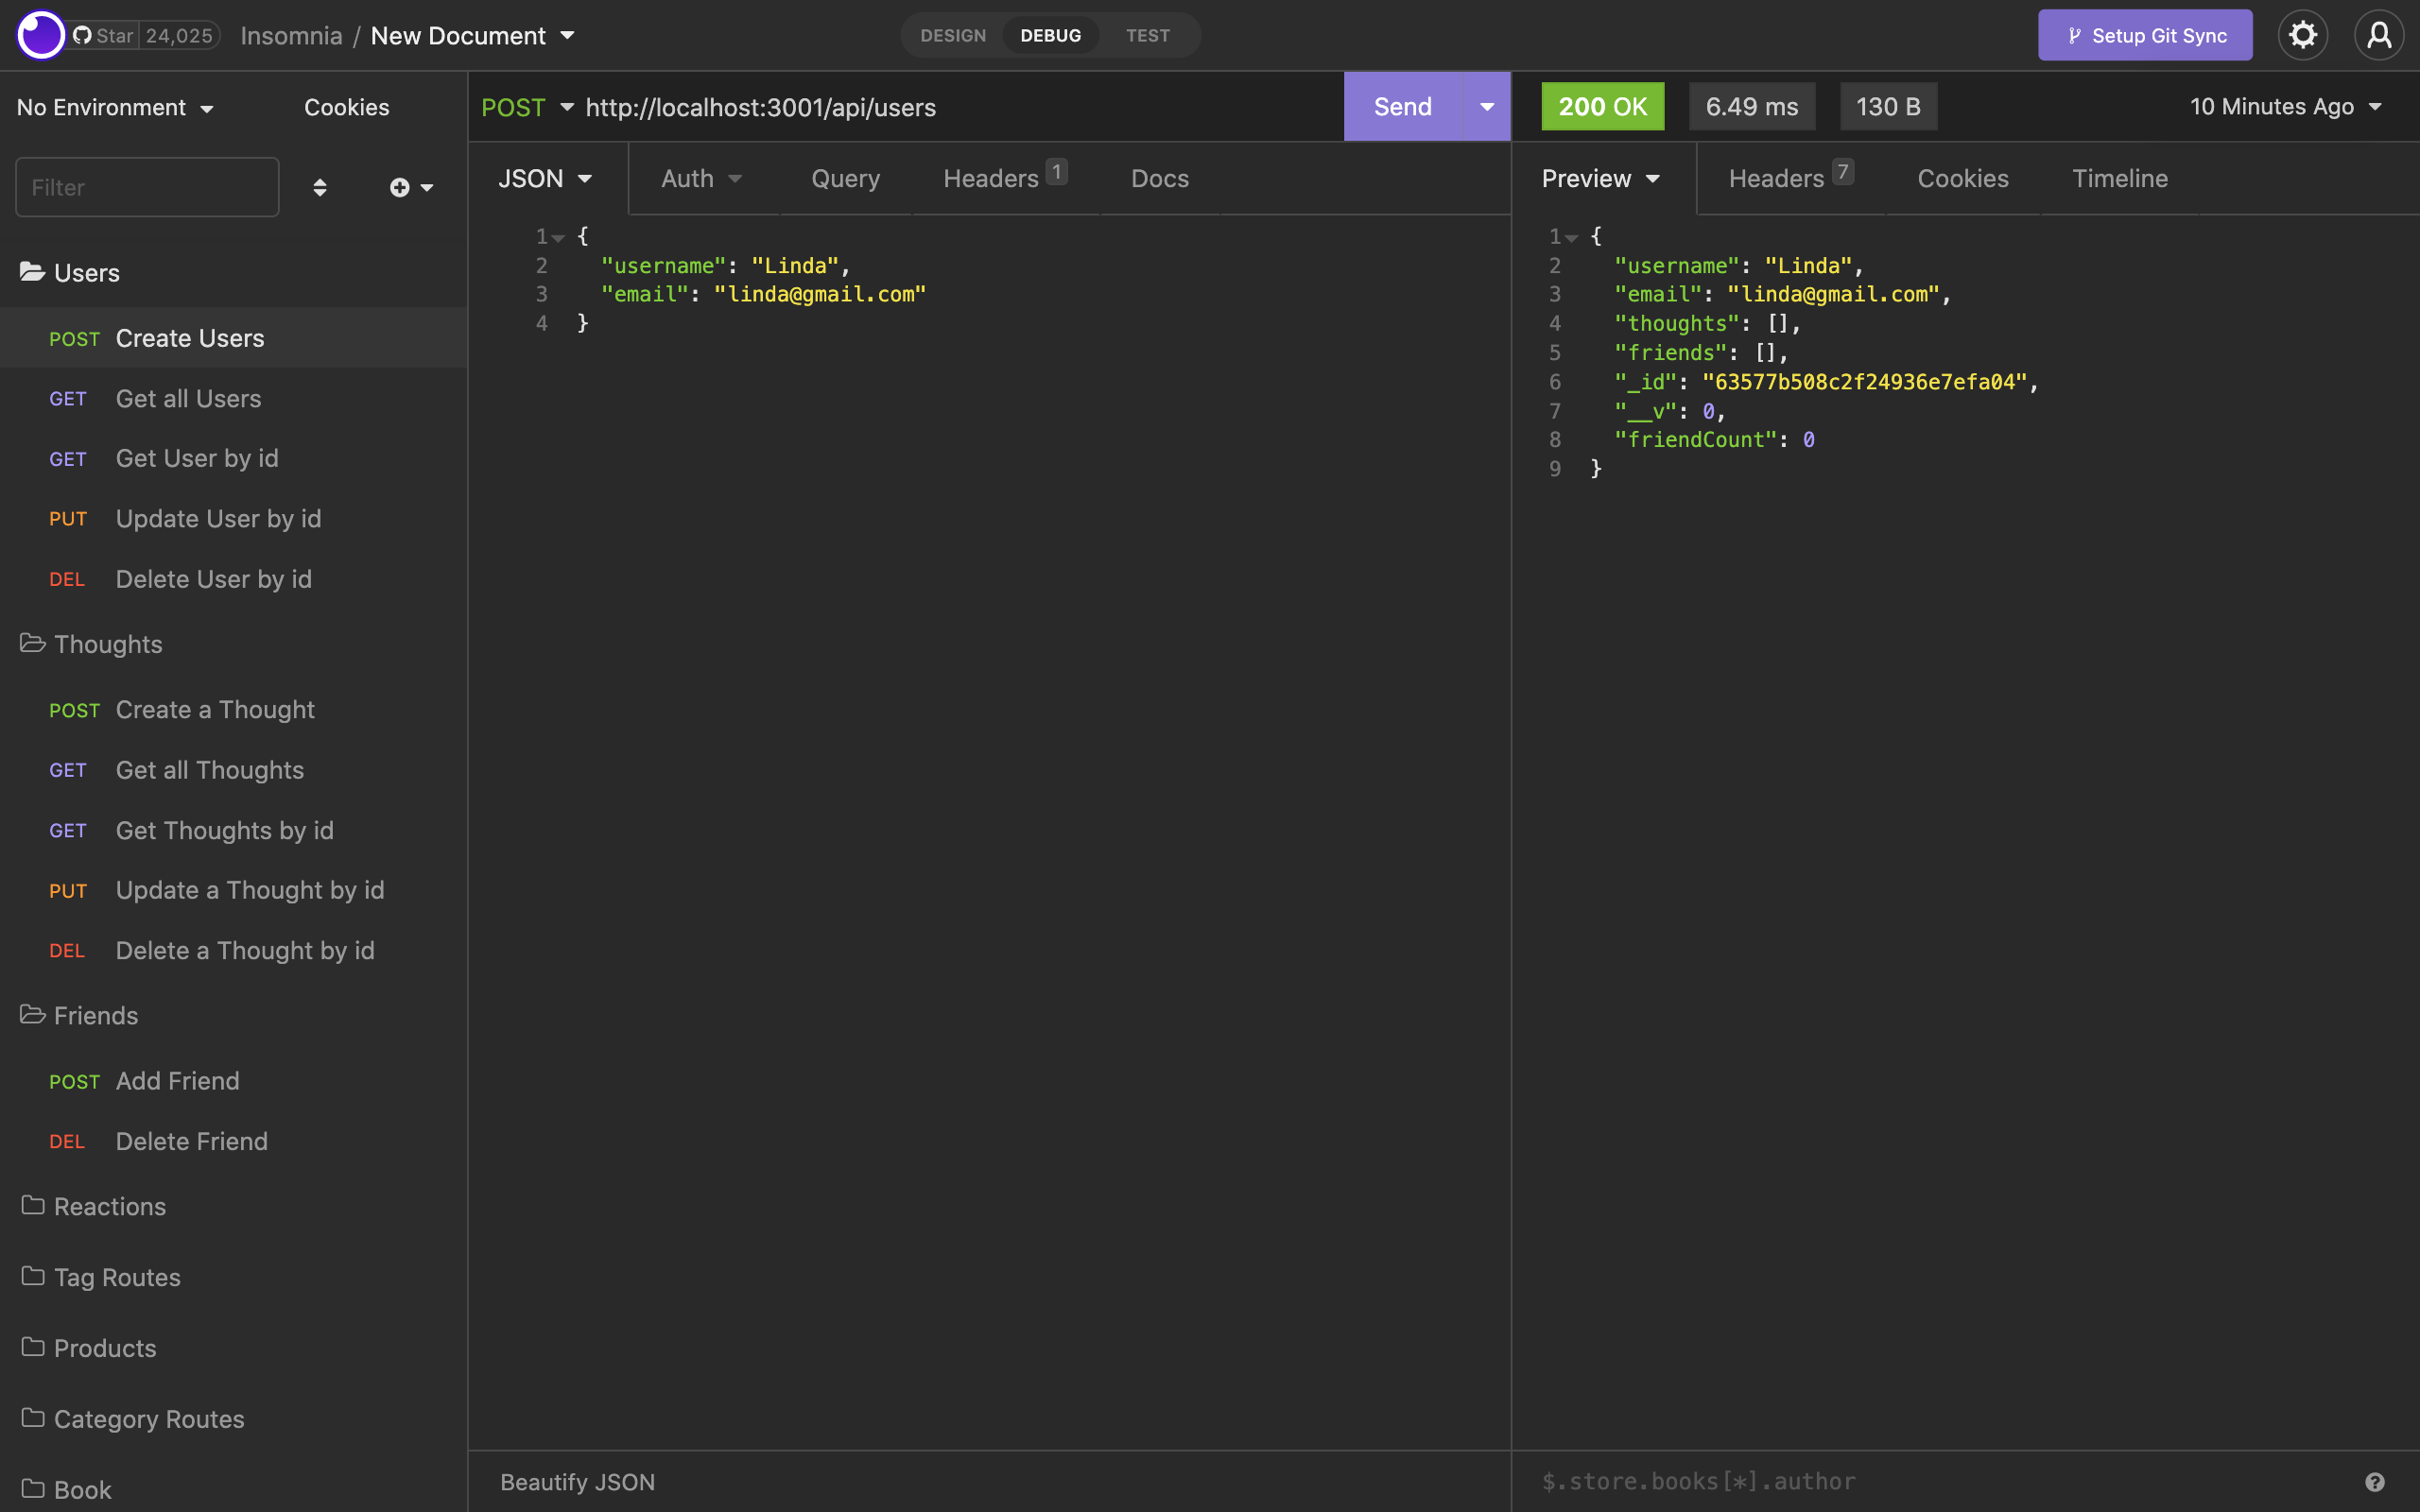 Star 24,025 Insomnia / New Document DESIGN DEBUG TEST Setup Git Sync
No Environment Cookies
Filter
Users
POST Create Users
GET Get all Users
GET Get User by id
PUT Update User by id
DEL Delete User by id
Thoughts
POST Create a Thought
GET Get all Thoughts
GET Get Thoughts by id
PUT Update a Thought by id
DEL Delete a Thought by id
Friends
POST Add Friend
DEL Delete Friend
Reactions
Tag Routes
Products
Category Routes
Book
POST http://localhost:3001/api/users Send
JSON Auth Query Headers 1 Docs
1 {
2 "username": "Linda",
3 "email": "linda@gmail.com"
4 }
Beautify JSON
200 OK 6.49 ms 130 B 10 Minutes Ago
Preview Headers 7 Cookies Timeline
1 {
2 "username": "Linda",
3 "email": "linda@gmail.com",
4 "thoughts": [],
5 "friends": [],
6 "_id": "63577b508c2f24936e7efa04",
7 "__v": 0,
8 "friendCount": 0
9 }
$.store.books[*].author